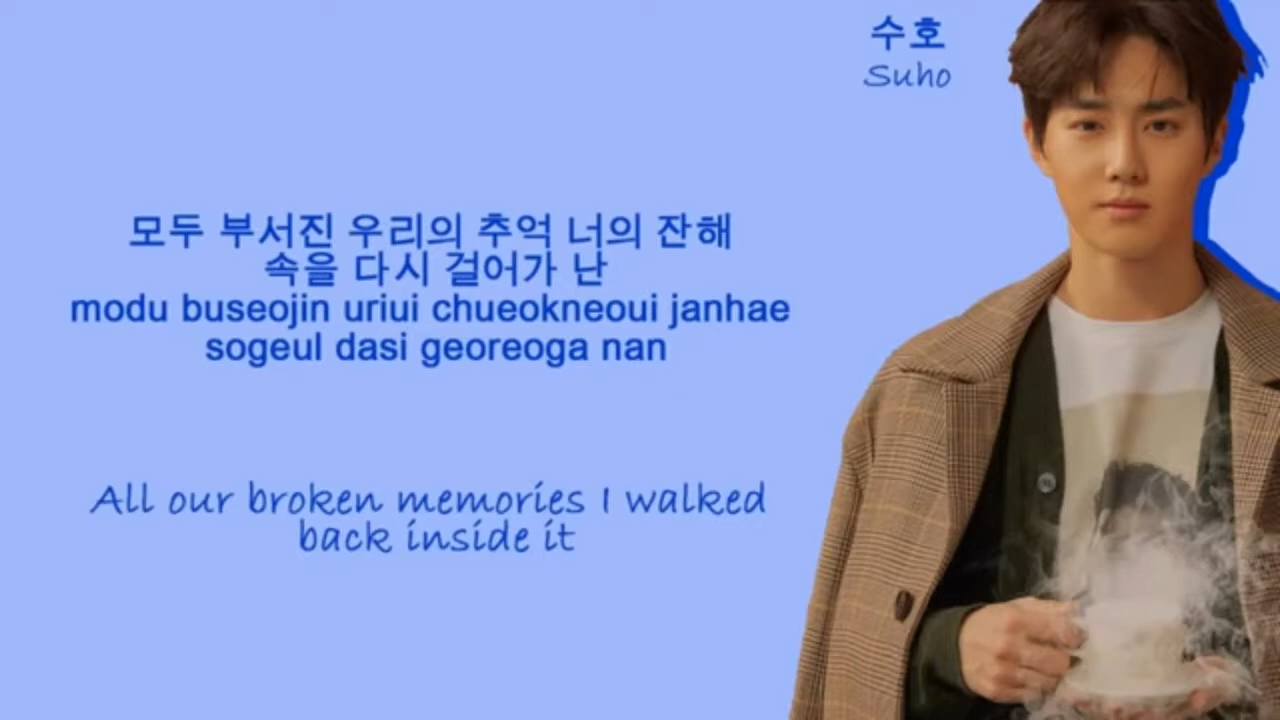 수호
Suho
모두 부서진 우리의 추억 너의 잔해
속을 다시 걸어가 난
modu buseojin uriui chueokneoui janhae
sogeul dasi georeoga nan
All our broken memories I walked
back inside it